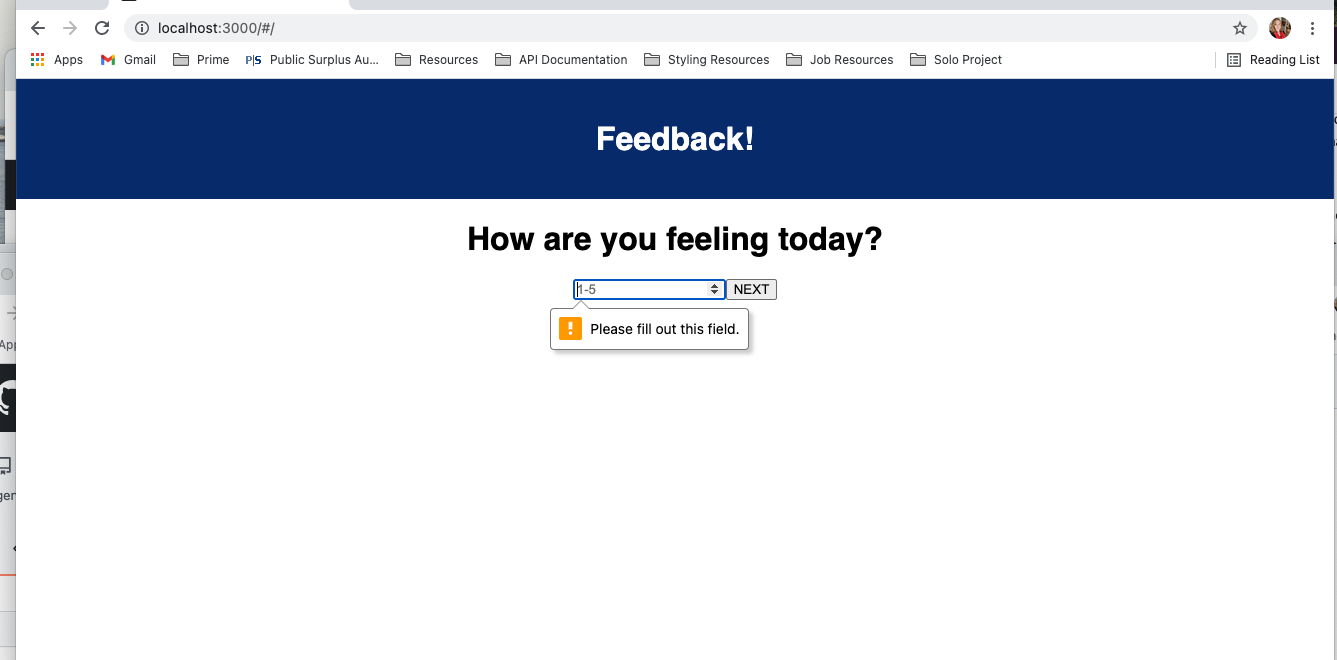 localhost:3000/#/
Apps Gmail Prime P|S Public Surplus Au... Resources API Documentation Styling Resources Job Resources Solo Project Reading List
Feedback!
How are you feeling today?
1-5 NEXT
! Please fill out this field.